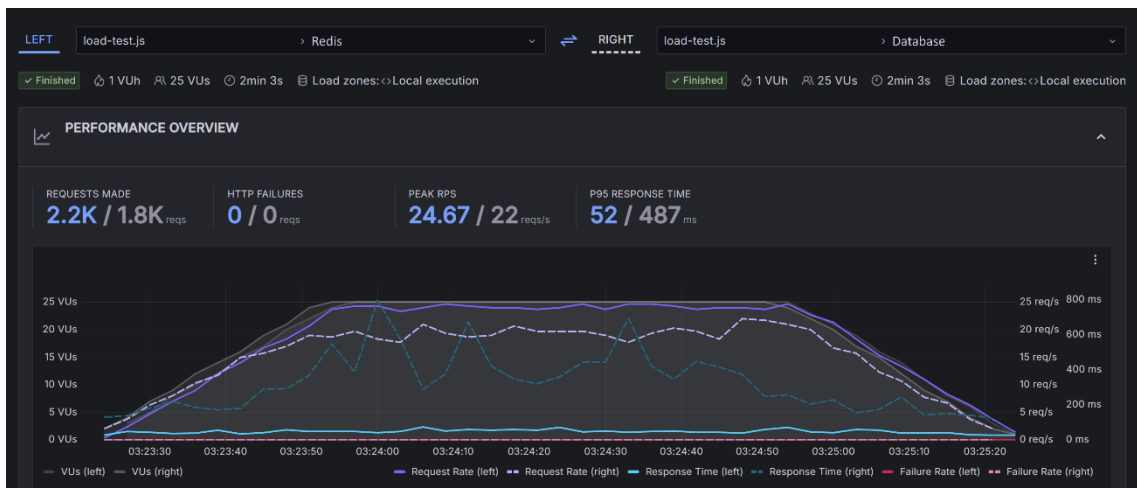 LEFT load-test.js › Redis RIGHT load-test.js › Database
✓ Finished 1 VUh 25 VUs 2min 3s Load zones:<>Local execution ✓ Finished 1 VUh 25 VUs 2min 3s Load zones:<>Local execution
PERFORMANCE OVERVIEW
REQUESTS MADE HTTP FAILURES PEAK RPS P95 RESPONSE TIME
2.2K / 1.8K reqs 0 / 0 reqs 24.67 / 22 reqs/s 52 / 487 ms
25 VUs 25 req/s 800 ms
20 VUs 20 req/s 600 ms
15 VUs 15 req/s 400 ms
10 VUs 10 req/s
5 VUs 5 req/s 200 ms
0 VUs 0 req/s 0 ms
03:23:30 03:23:40 03:23:50 03:24:00 03:24:10 03:24:20 03:24:30 03:24:40 03:24:50 03:25:00 03:25:10 03:25:20
VUs (left) VUs (right) Request Rate (left) Request Rate (right) Response Time (left) Response Time (right) Failure Rate (left) Failure Rate (right)